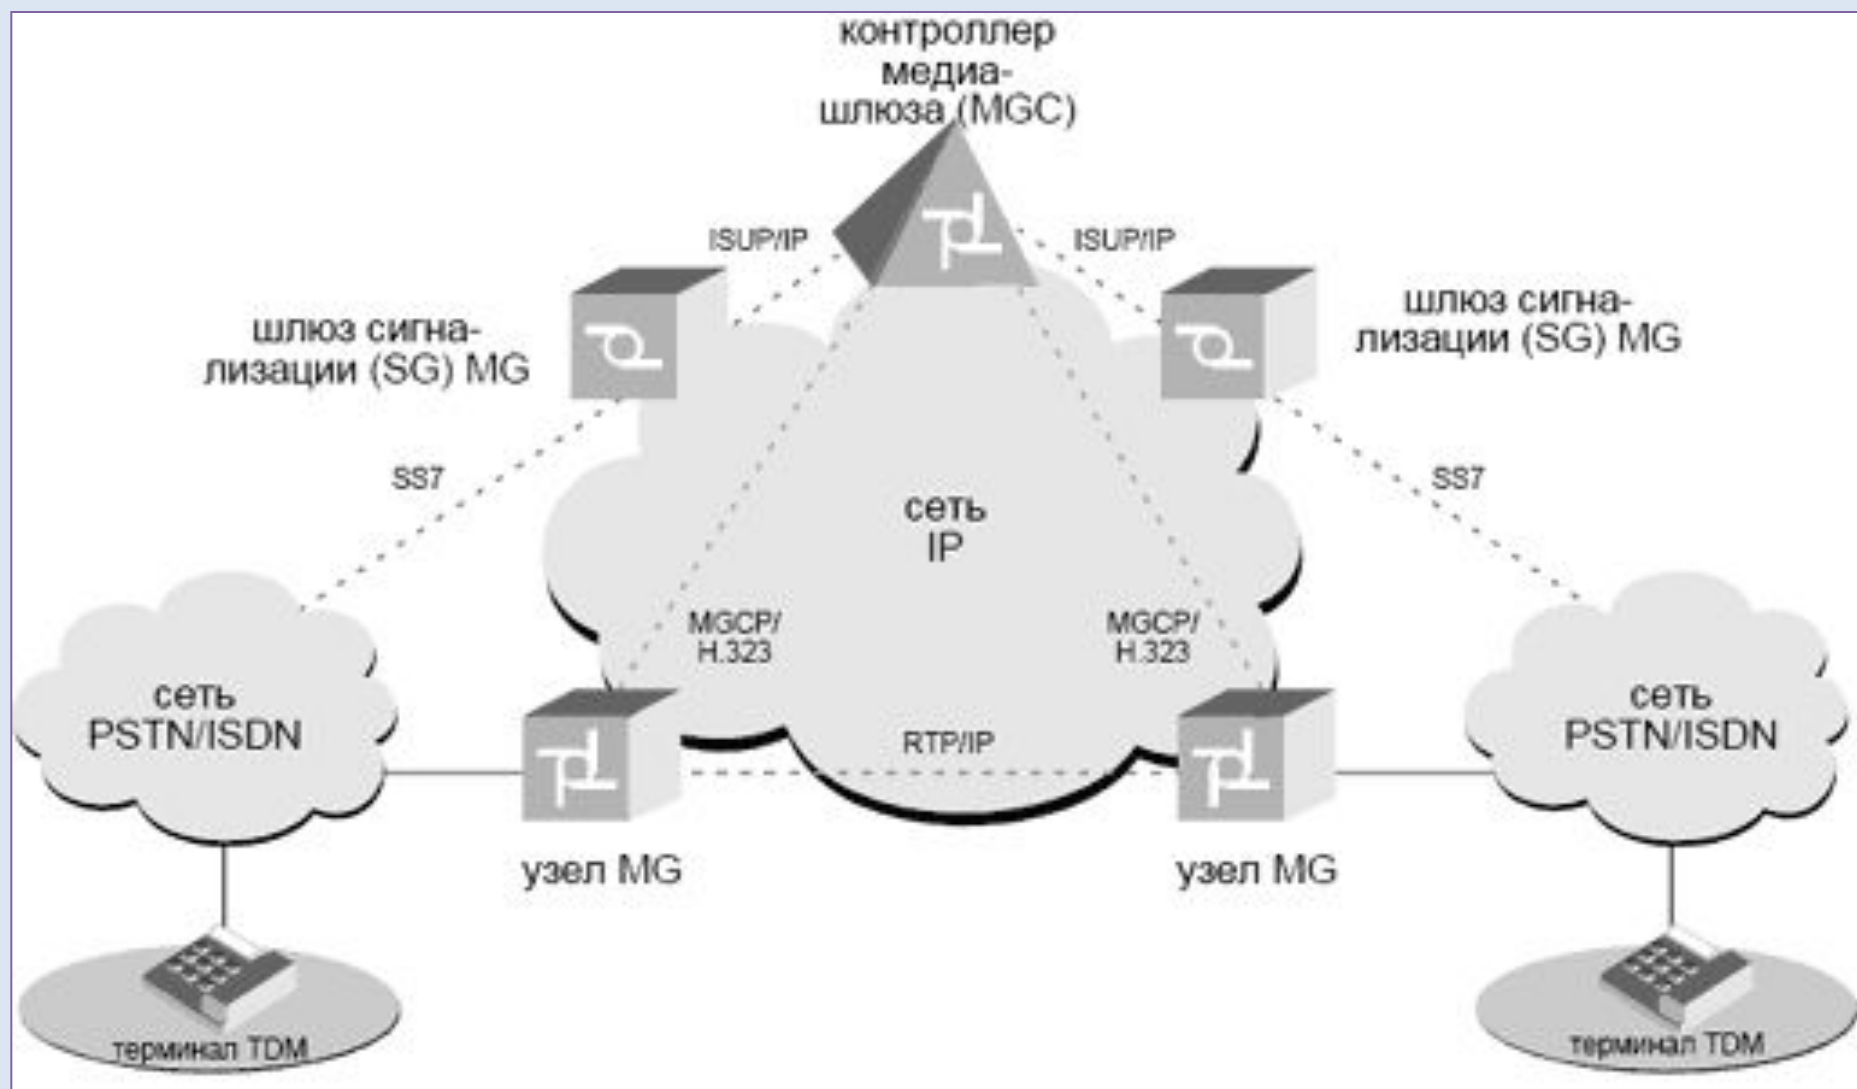 контроллер
медиа-
шлюза (MGC)
ISUP/IP
ISUP/IP
шлюз сигна-
лизации (SG) MG
шлюз сигна-
лизации (SG) MG
SS7
SS7
сеть
IP
MGCP/
H.323
MGCP/
H.323
сеть
PSTN/ISDN
сеть
PSTN/ISDN
RTP/IP
узел MG
узел MG
терминал TDM
терминал TDM